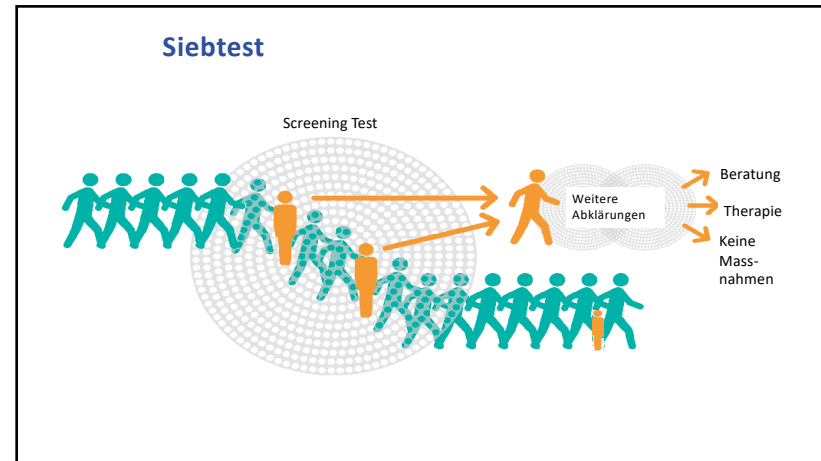 Siebtest
Screening Test
Weitere
Abklärungen
Beratung
Therapie
Keine
Mass-
nahmen